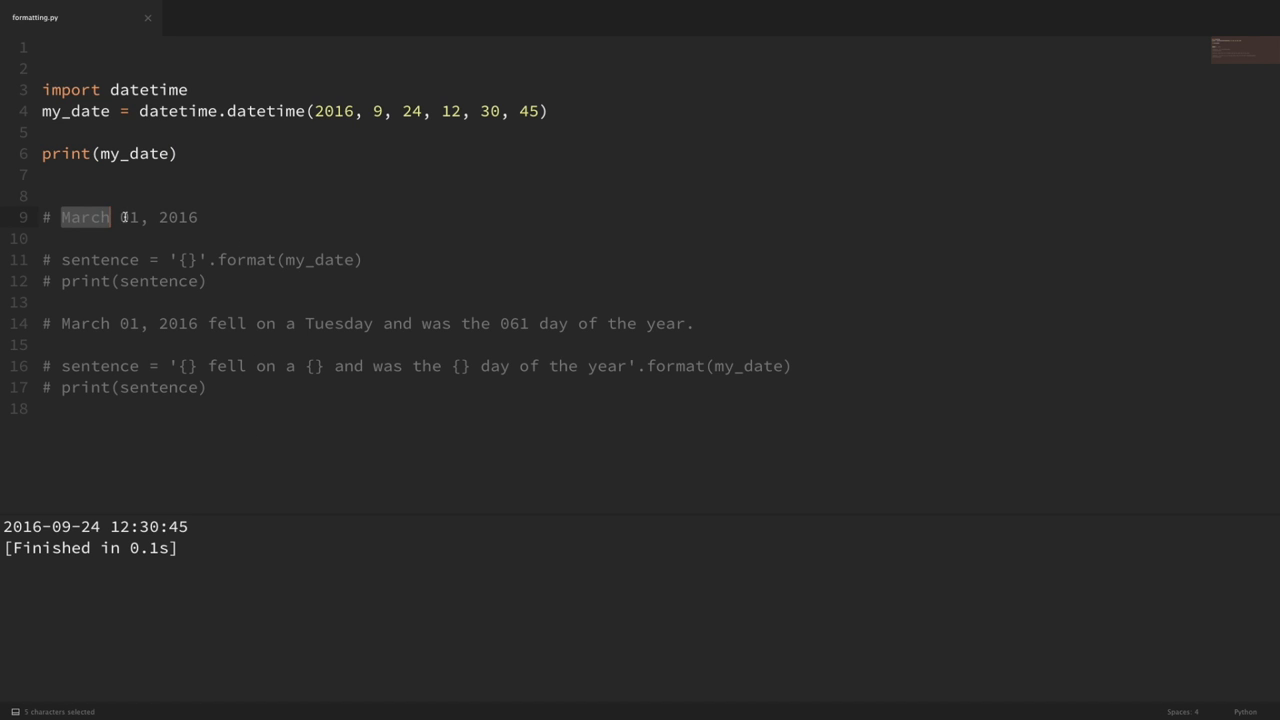 formatting.py
1
2
3 import datetime
4 my_date = datetime.datetime(2016, 9, 24, 12, 30, 45)
5
6 print(my_date)
7
8
9 # March 01, 2016
10
11 # sentence = '{}'.format(my_date)
12 # print(sentence)
13
14 # March 01, 2016 fell on a Tuesday and was the 061 day of the year.
15
16 # sentence = '{} fell on a {} and was the {} day of the year'.format(my_date)
17 # print(sentence)
18
2016-09-24 12:30:45
[Finished in 0.1s]
5 characters selected
Spaces: 4
Python